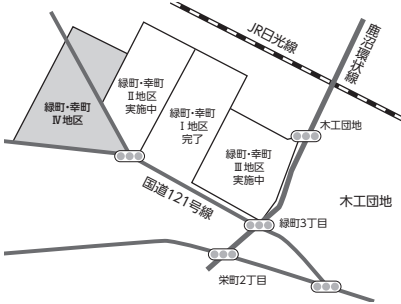 JR日光線
鹿沼環状線
緑町・幸町
Ⅱ地区
実施中
緑町・幸町
Ⅳ地区
緑町・幸町
Ⅰ地区
完了
木工団地
緑町・幸町
Ⅲ地区
実施中
木工団地
国道121号線
緑町3丁目
栄町2丁目